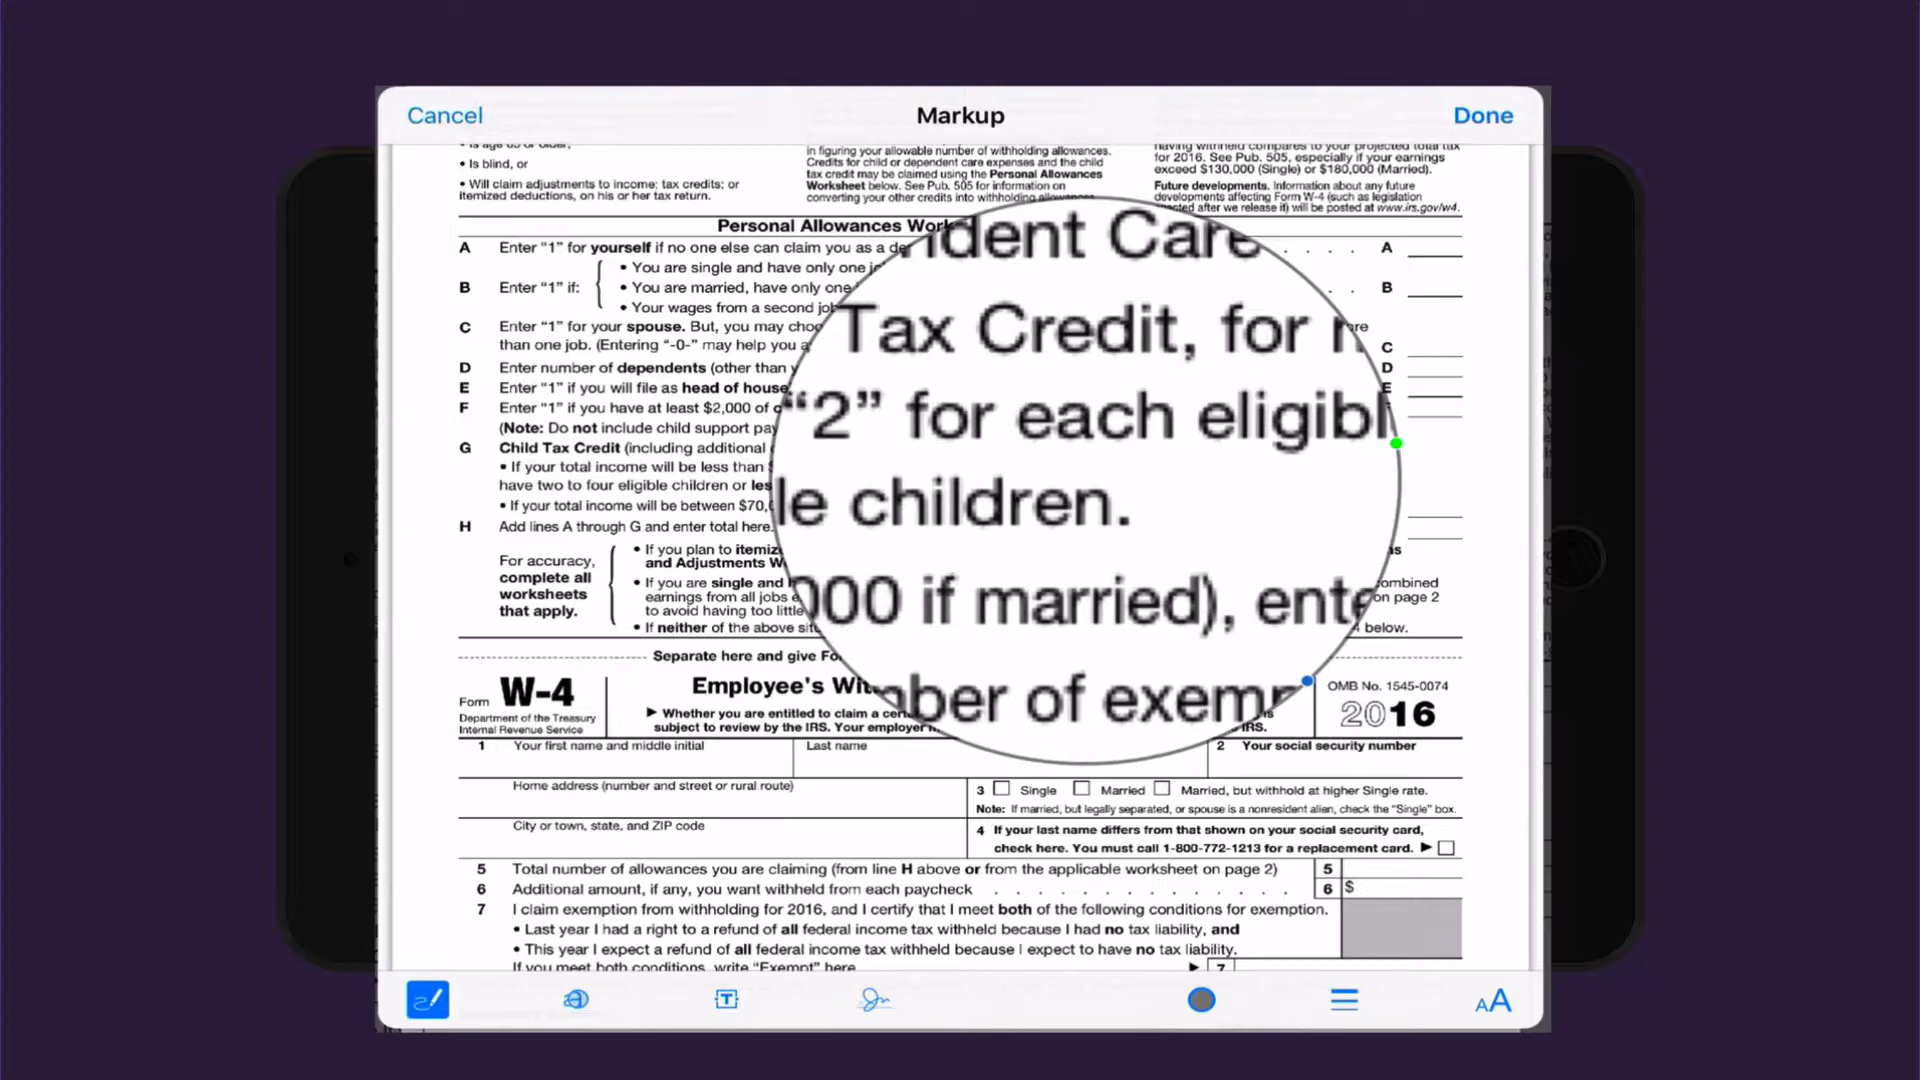 Cancel
Markup
Done
• Is blind, or
• Will claim adjustments to income; tax credits; or
itemized deductions, on his or her tax return.
in figuring your allowable number of withholding allowances.
Credits for child or dependent care expenses and the child
tax credit may be claimed using the Personal Allowances
Worksheet below. See Pub. 505 for information on
converting your other credits into withholding allowances.
having withheld compares to your projected total tax
for 2016. See Pub. 505, especially if your earnings
exceed $130,000 (Single) or $180,000 (Married).
Future developments. Information about any future
developments affecting Form W-4 (such as legislation
after we release it) will be posted at www.irs.gov/w4.
Personal Allowances
A Enter “1” for yourself if no one else can claim you as a . . . . A
B Enter “1” if:
• You are single and have only one
• You are married, have only one . . B
• Your wages from a second
C Enter “1” for your spouse. But, you may
than one job. (Entering “-0-” may help you C
D Enter number of dependents (other than D
E Enter “1” if you will file as head of E
F Enter “1” if you have at least $2,000 of
(Note: Do not include child support
G Child Tax Credit (including additional
• If your total income will be less than
have two to four eligible children or
• If your total income will be between
H Add lines A through G and enter total here.
For accuracy,
complete all
worksheets
that apply.
• If you plan to
and Adjustments
• If you are single and
earnings from all jobs combined
to avoid having too little on page 2
• If neither of the above below.
Care
Tax Credit, for
“2” for each
children.
000 if married),
of
Separate here and give
Form W-4
Department of the Treasury
Internal Revenue Service
Employee's
▶ Whether you are entitled to claim a
subject to review by the IRS. Your employer IRS.
OMB No. 1545-0074
2016
1 Your first name and middle initial
Last name
2 Your social security number
Home address (number and street or rural route)
3 Single Married Married, but withhold at higher Single rate.
Note: If married, but legally separated, or spouse is a nonresident alien, check the “Single” box.
City or town, state, and ZIP code
4 If your last name differs from that shown on your social security card,
check here. You must call 1-800-772-1213 for a replacement card. ▶
5 Total number of allowances you are claiming (from line H above or from the applicable worksheet on page 2) 5
6 Additional amount, if any, you want withheld from each paycheck . . . . . . . . . . . . . 6 $
7 I claim exemption from withholding for 2016, and I certify that I meet both of the following conditions for exemption.
• Last year I had a right to a refund of all federal income tax withheld because I had no tax liability, and
• This year I expect a refund of all federal income tax withheld because I expect to have no tax liability.
If you meet both conditions, write “Exempt” here ▶ 7
AA